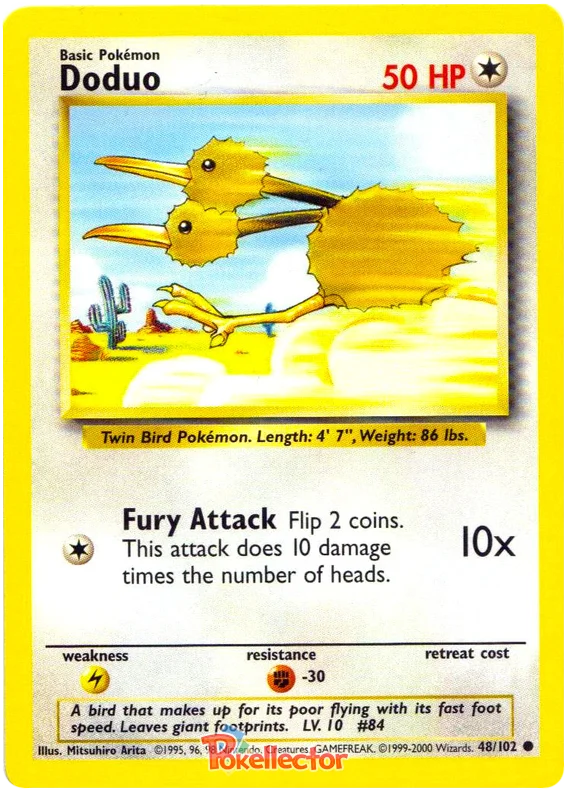 Basic Pokémon
Doduo 50 HP
Twin Bird Pokémon. Length: 4' 7", Weight: 86 lbs.
Fury Attack Flip 2 coins.
This attack does 10 damage
times the number of heads.
10x
weakness resistance retreat cost
-30
A bird that makes up for its poor flying with its fast foot
speed. Leaves giant footprints. LV. 10 #84
Illus. Mitsuhiro Arita ©1995, 96, 98 Nintendo, Creatures, GAMEFREAK. ©1999-2000 Wizards. 48/102
Pokellector